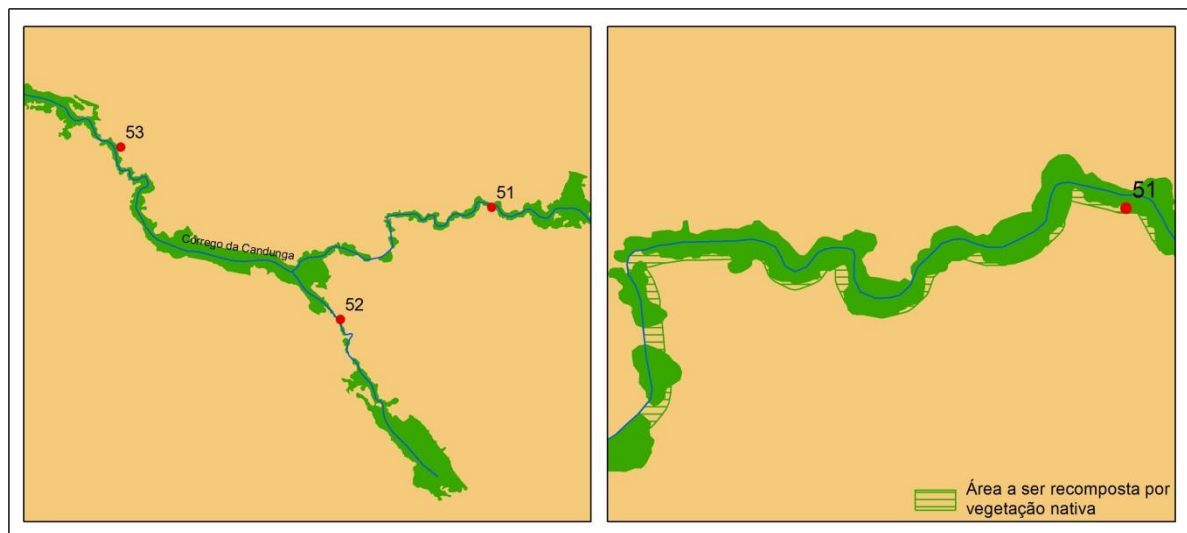 53
51
Córrego da Candunga
52
51
Área a ser recomposta por
vegetação nativa